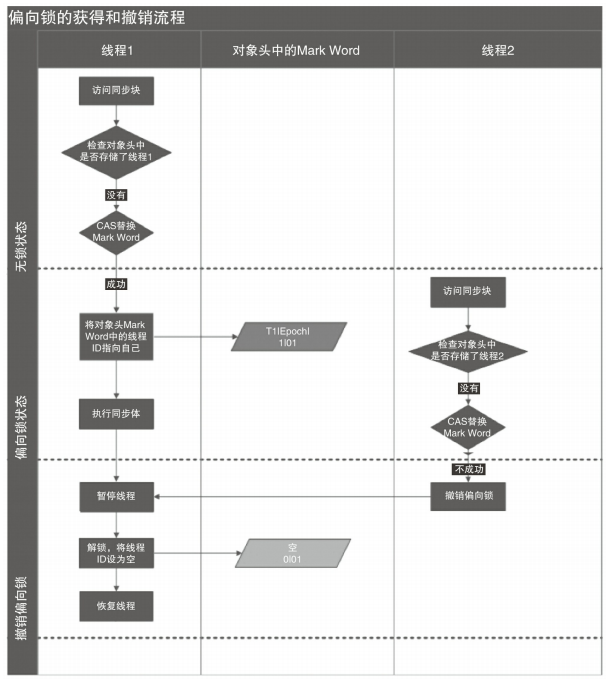 偏向锁的获得和撤销流程
线程1
对象头中的Mark Word
线程2
无锁状态
访问同步块
检查对象头中
是否存储了线程1
没有
CAS替换
Mark Word
偏向锁状态
成功
将对象头Mark
Word中的线程
ID指向自己
T1|Epoch|
1|01
执行同步体
访问同步块
检查对象头中
是否存储了线程2
没有
CAS替换
Mark Word
不成功
撤销偏向锁
撤销偏向锁
暂停线程
解锁，将线程
ID设为空
空
0|01
恢复线程